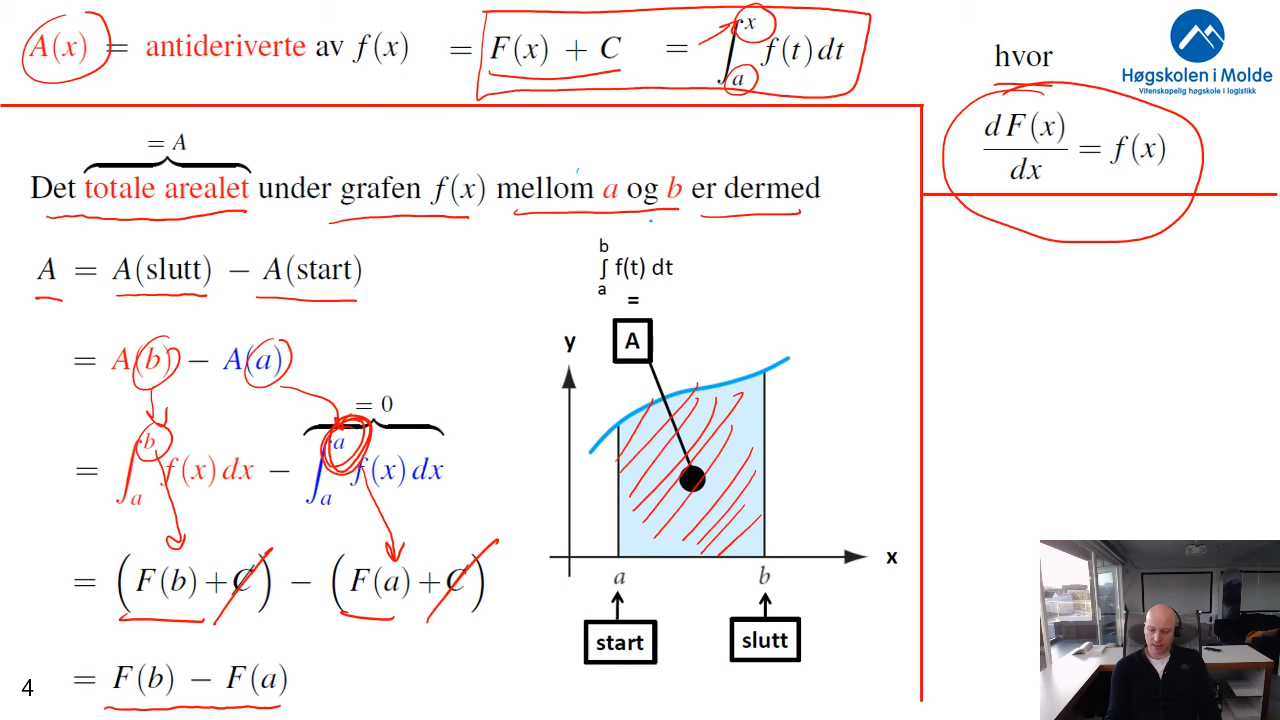 A(x) = antideriverte av f(x) = F(x) + C = ∫_a^x f(t) dt
hvor
Høgskolen i Molde
Vitenskapelig høgskole i logistikk
dF(x)/dx = f(x)
= A
Det totale arealet under grafen f(x) mellom a og b er dermed
A = A(slutt) − A(start)
= A(b) − A(a)
= 0
= ∫_a^b f(x) dx − ∫_a^a f(x) dx
= (F(b) + C) − (F(a) + C)
= F(b) − F(a)
b
∫ f(t) dt
a
=
A
y
x
a
b
start
slutt
4